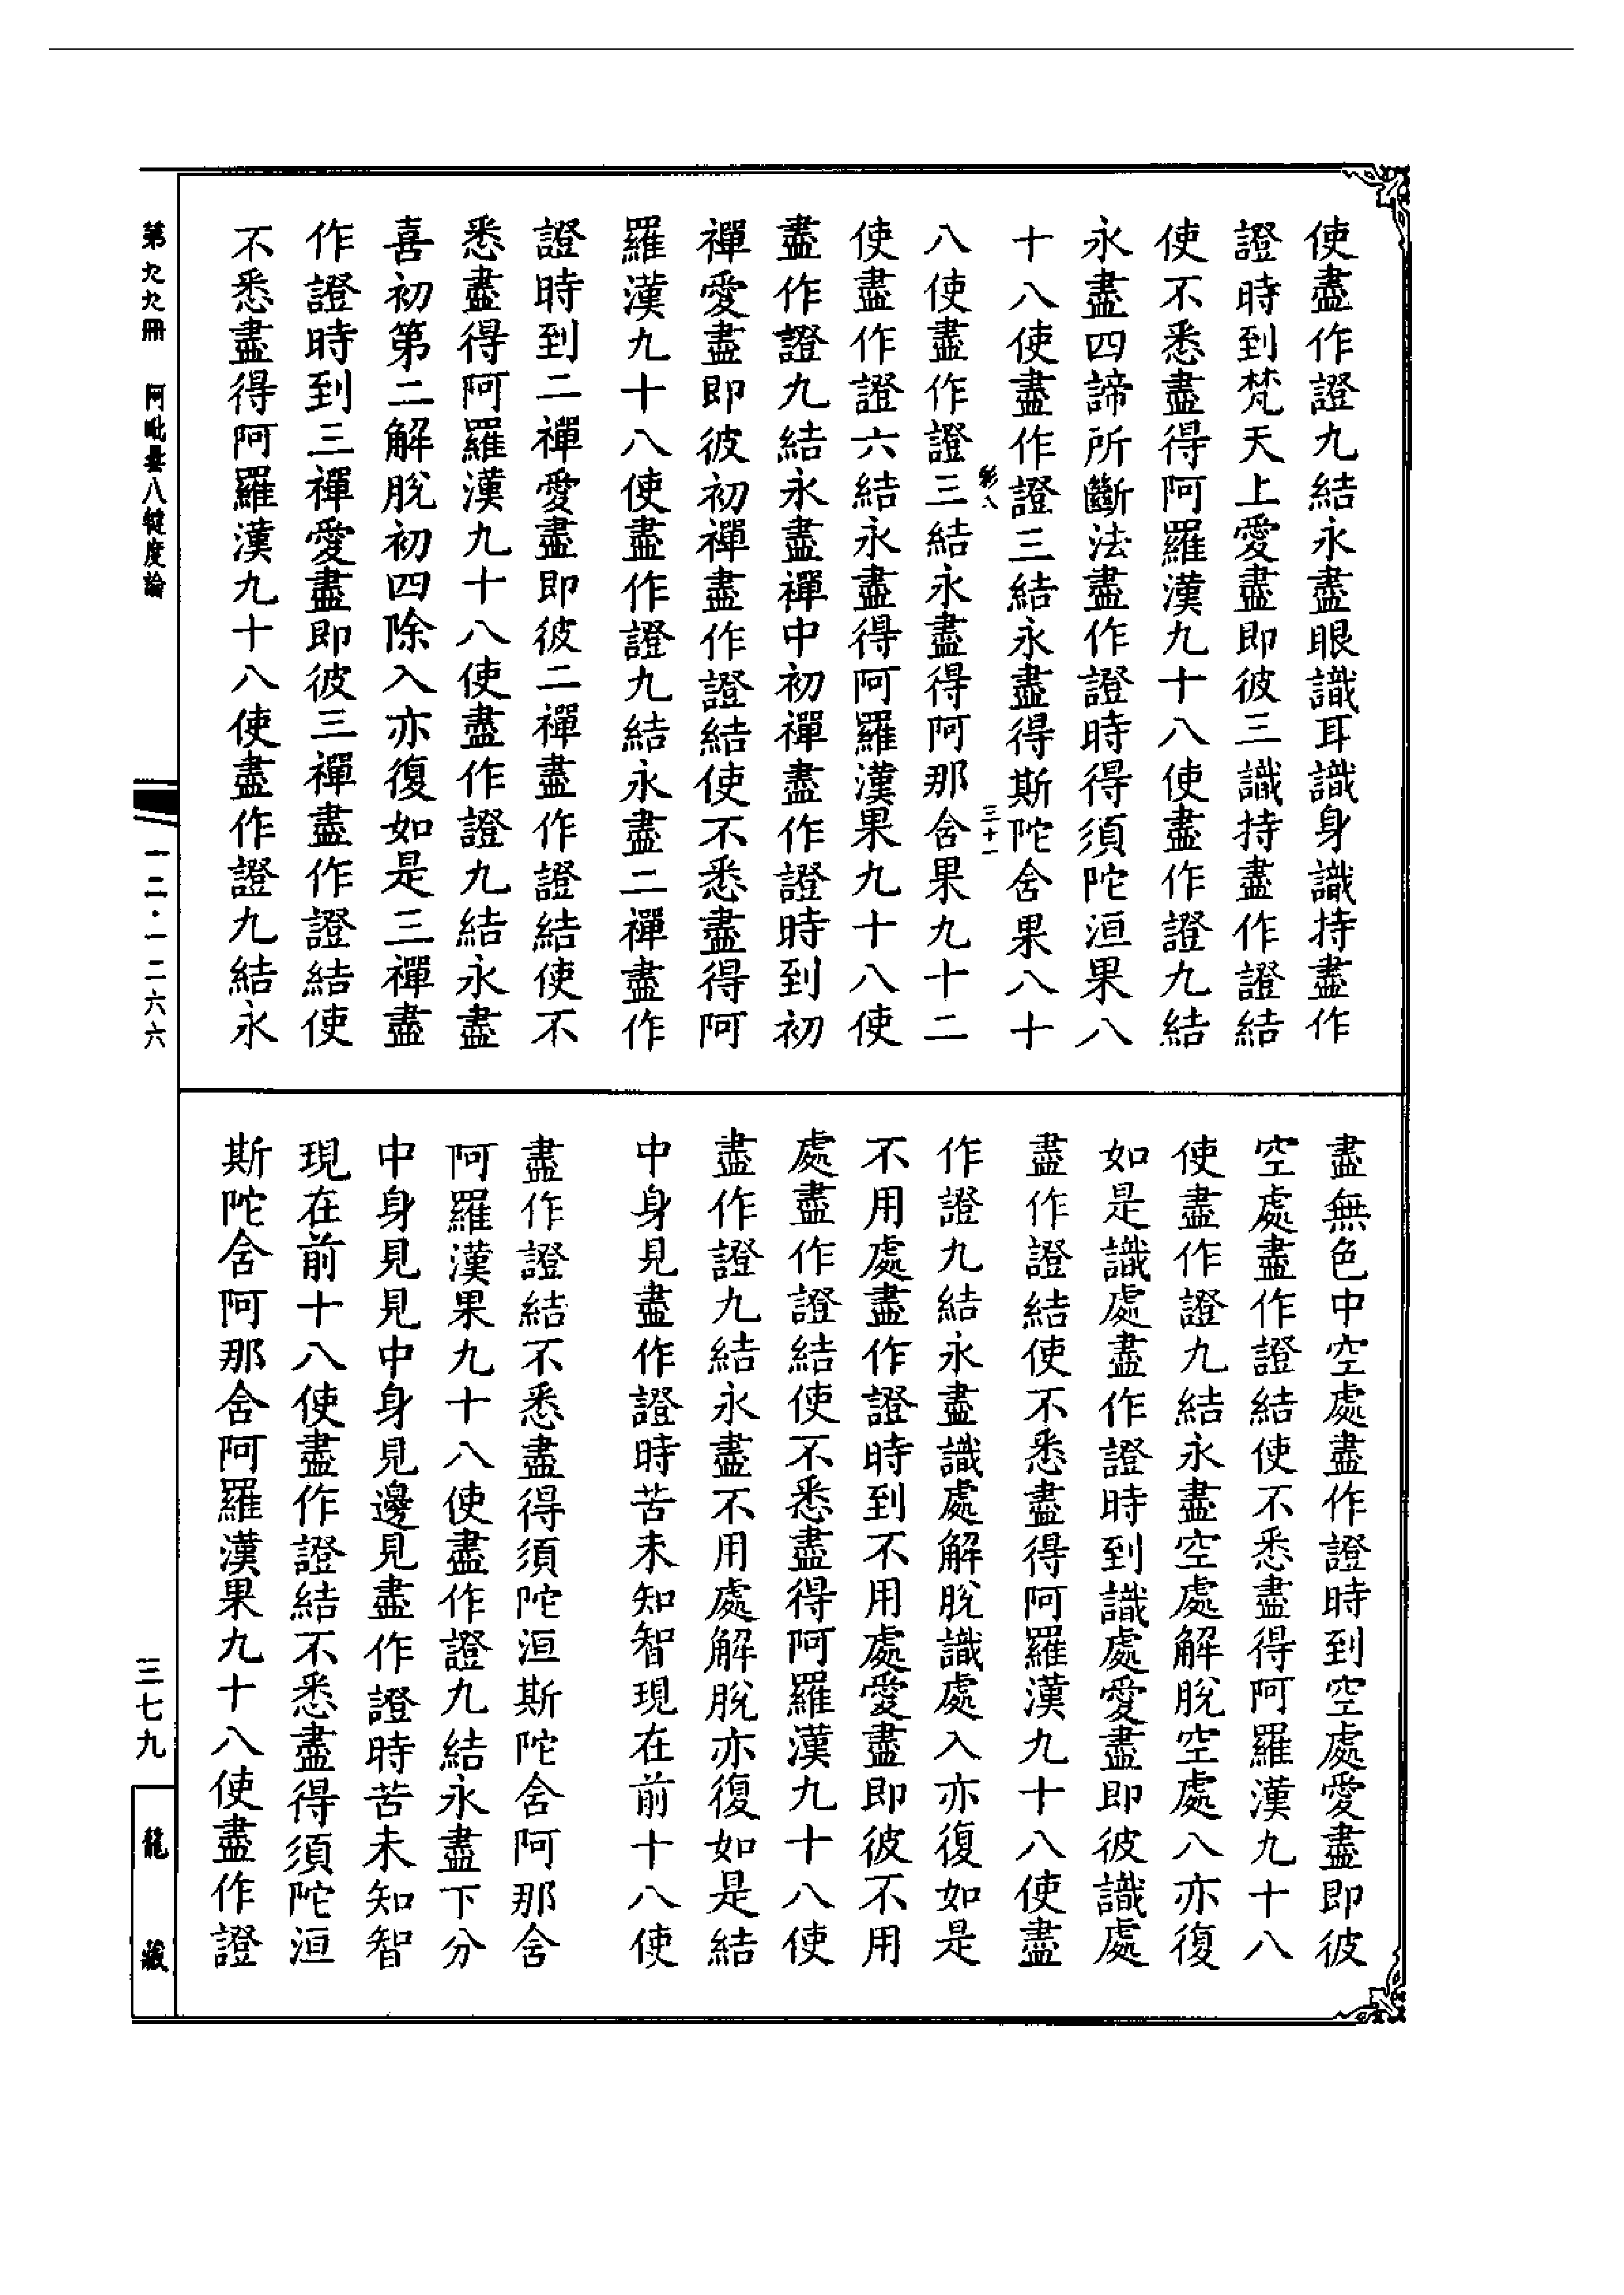 使盡作證九結永盡眼識耳識身識持盡作
證時到梵天上愛盡即彼三識持盡作證結
使不悉盡得阿羅漢九十八使盡作證九結
永盡四諦所斷法盡作證時得須陀洹果八
十八使盡作證三結永盡得斯陀舍果八十
彰八
三十一
八使盡作證三結永盡得阿那舍果九十二
使盡作證六結永盡得阿羅漢果九十八使
盡作證九結永盡禪中初禪盡作證時到初
禪愛盡即彼初禪盡作證結使不悉盡得阿
羅漢九十八使盡作證九結永盡二禪盡作
證時到二禪愛盡即彼二禪盡作證結使不
悉盡得阿羅漢九十八使盡作證九結永盡
喜初第二解脫初四除入亦復如是三禪盡
作證時到三禪愛盡即彼三禪盡作證結使
不悉盡得阿羅漢九十八使盡作證九結永
盡無色中空處盡作證時到空處愛盡即彼
空處盡作證結使不悉盡得阿羅漢九十八
使盡作證九結永盡空處解脫空處八亦復
如是識處盡作證時到識處愛盡即彼識處
盡作證結使不悉盡得阿羅漢九十八使盡
作證九結永盡識處解脫識處入亦復如是
不用處盡作證時到不用處愛盡即彼不用
處盡作證結使不悉盡得阿羅漢九十八使
盡作證九結永盡不用處解脫亦復如是結
中身見盡作證時苦未知智現在前十八使
盡作證結不悉盡得須陀洹斯陀舍阿那舍
阿羅漢果九十八使盡作證九結永盡下分
中身見見中身見邊見盡作證時苦未知智
現在前十八使盡作證結不悉盡得須陀洹
斯陀舍阿那舍阿羅漢果九十八使盡作證
第九九冊 阿毗曇八犍度論
一二·一二六六
三七九
龍藏